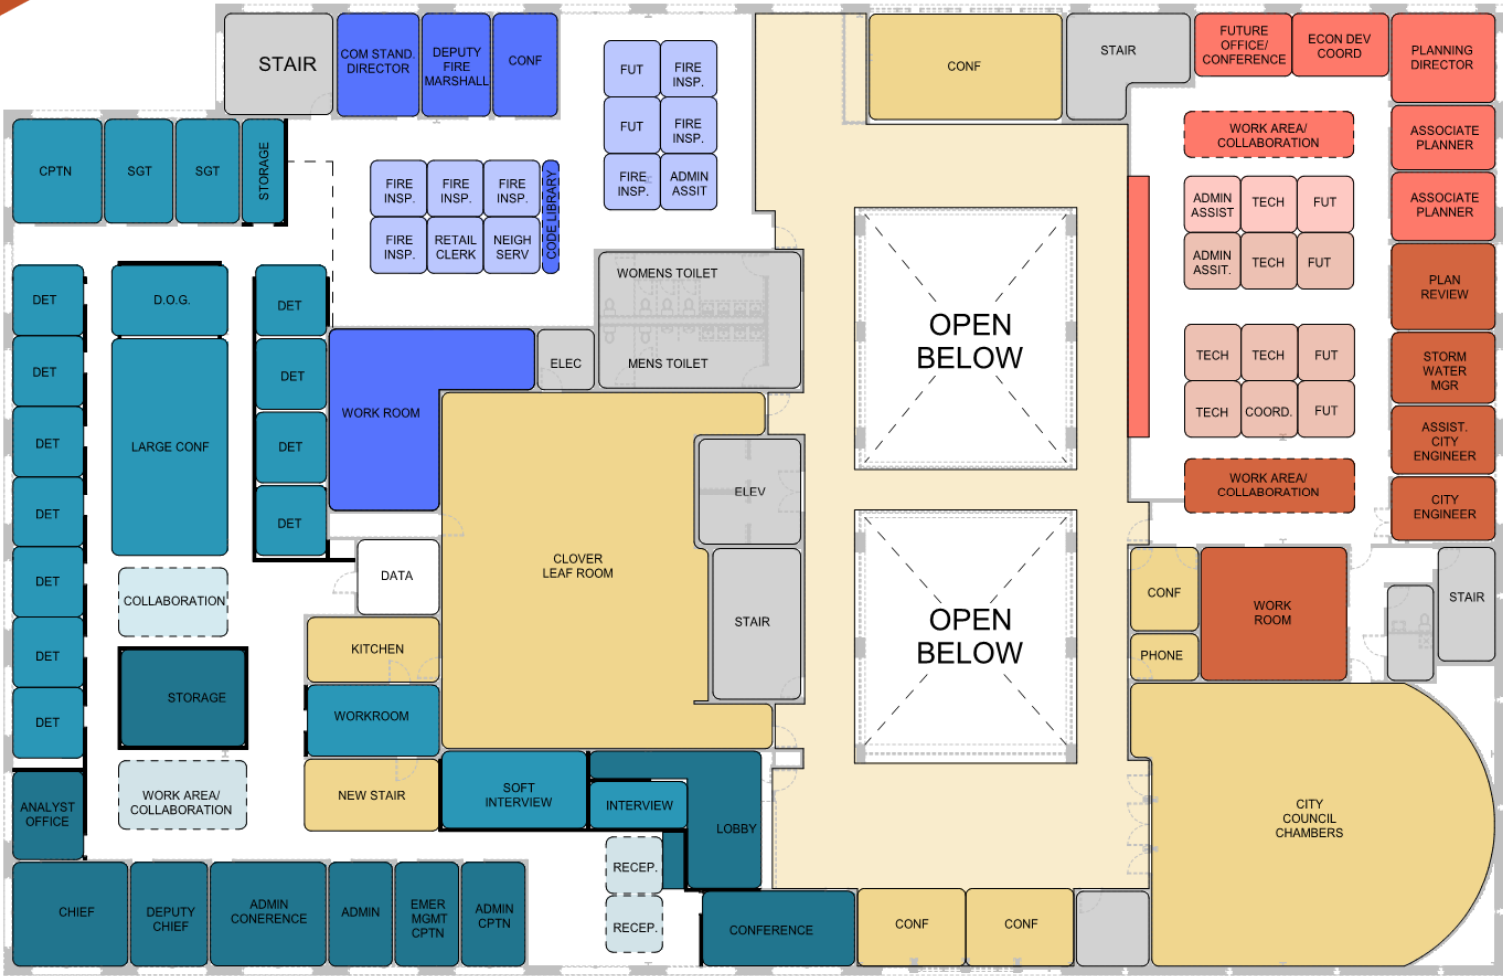 STAIR
COM STAND.
DIRECTOR
DEPUTY
FIRE
MARSHALL
CONF
FUT
FIRE
INSP.
FUT
FIRE
INSP.
FIRE
INSP.
ADMIN
ASSIT
CONF
STAIR
FUTURE
OFFICE/
CONFERENCE
ECON DEV
COORD
PLANNING
DIRECTOR
CPTN
SGT
SGT
STORAGE
FIRE
INSP.
FIRE
INSP.
FIRE
INSP.
FIRE
INSP.
RETAIL
CLERK
NEIGH
SERV
CODE LIBRARY
WORK AREA/
COLLABORATION
ASSOCIATE
PLANNER
ASSOCIATE
PLANNER
ADMIN
ASSIST
TECH
FUT
ADMIN
ASSIT.
TECH
FUT
PLAN
REVIEW
DET
D.O.G.
DET
WOMENS TOILET
MENS TOILET
ELEC
OPEN
BELOW
TECH
TECH
FUT
TECH
COORD.
FUT
STORM
WATER
MGR
ASSIST.
CITY
ENGINEER
WORK AREA/
COLLABORATION
CITY
ENGINEER
DET
DET
DET
LARGE CONF
DET
DET
DET
WORK ROOM
ELEV
CLOVER
LEAF ROOM
DATA
DET
COLLABORATION
STAIR
OPEN
BELOW
CONF
PHONE
WORK
ROOM
STAIR
DET
KITCHEN
STORAGE
WORKROOM
DET
ANALYST
OFFICE
WORK AREA/
COLLABORATION
NEW STAIR
SOFT
INTERVIEW
INTERVIEW
LOBBY
CITY
COUNCIL
CHAMBERS
RECEP.
RECEP.
CHIEF
DEPUTY
CHIEF
ADMIN
CONERENCE
ADMIN
EMER
MGMT
CPTN
ADMIN
CPTN
CONFERENCE
CONF
CONF